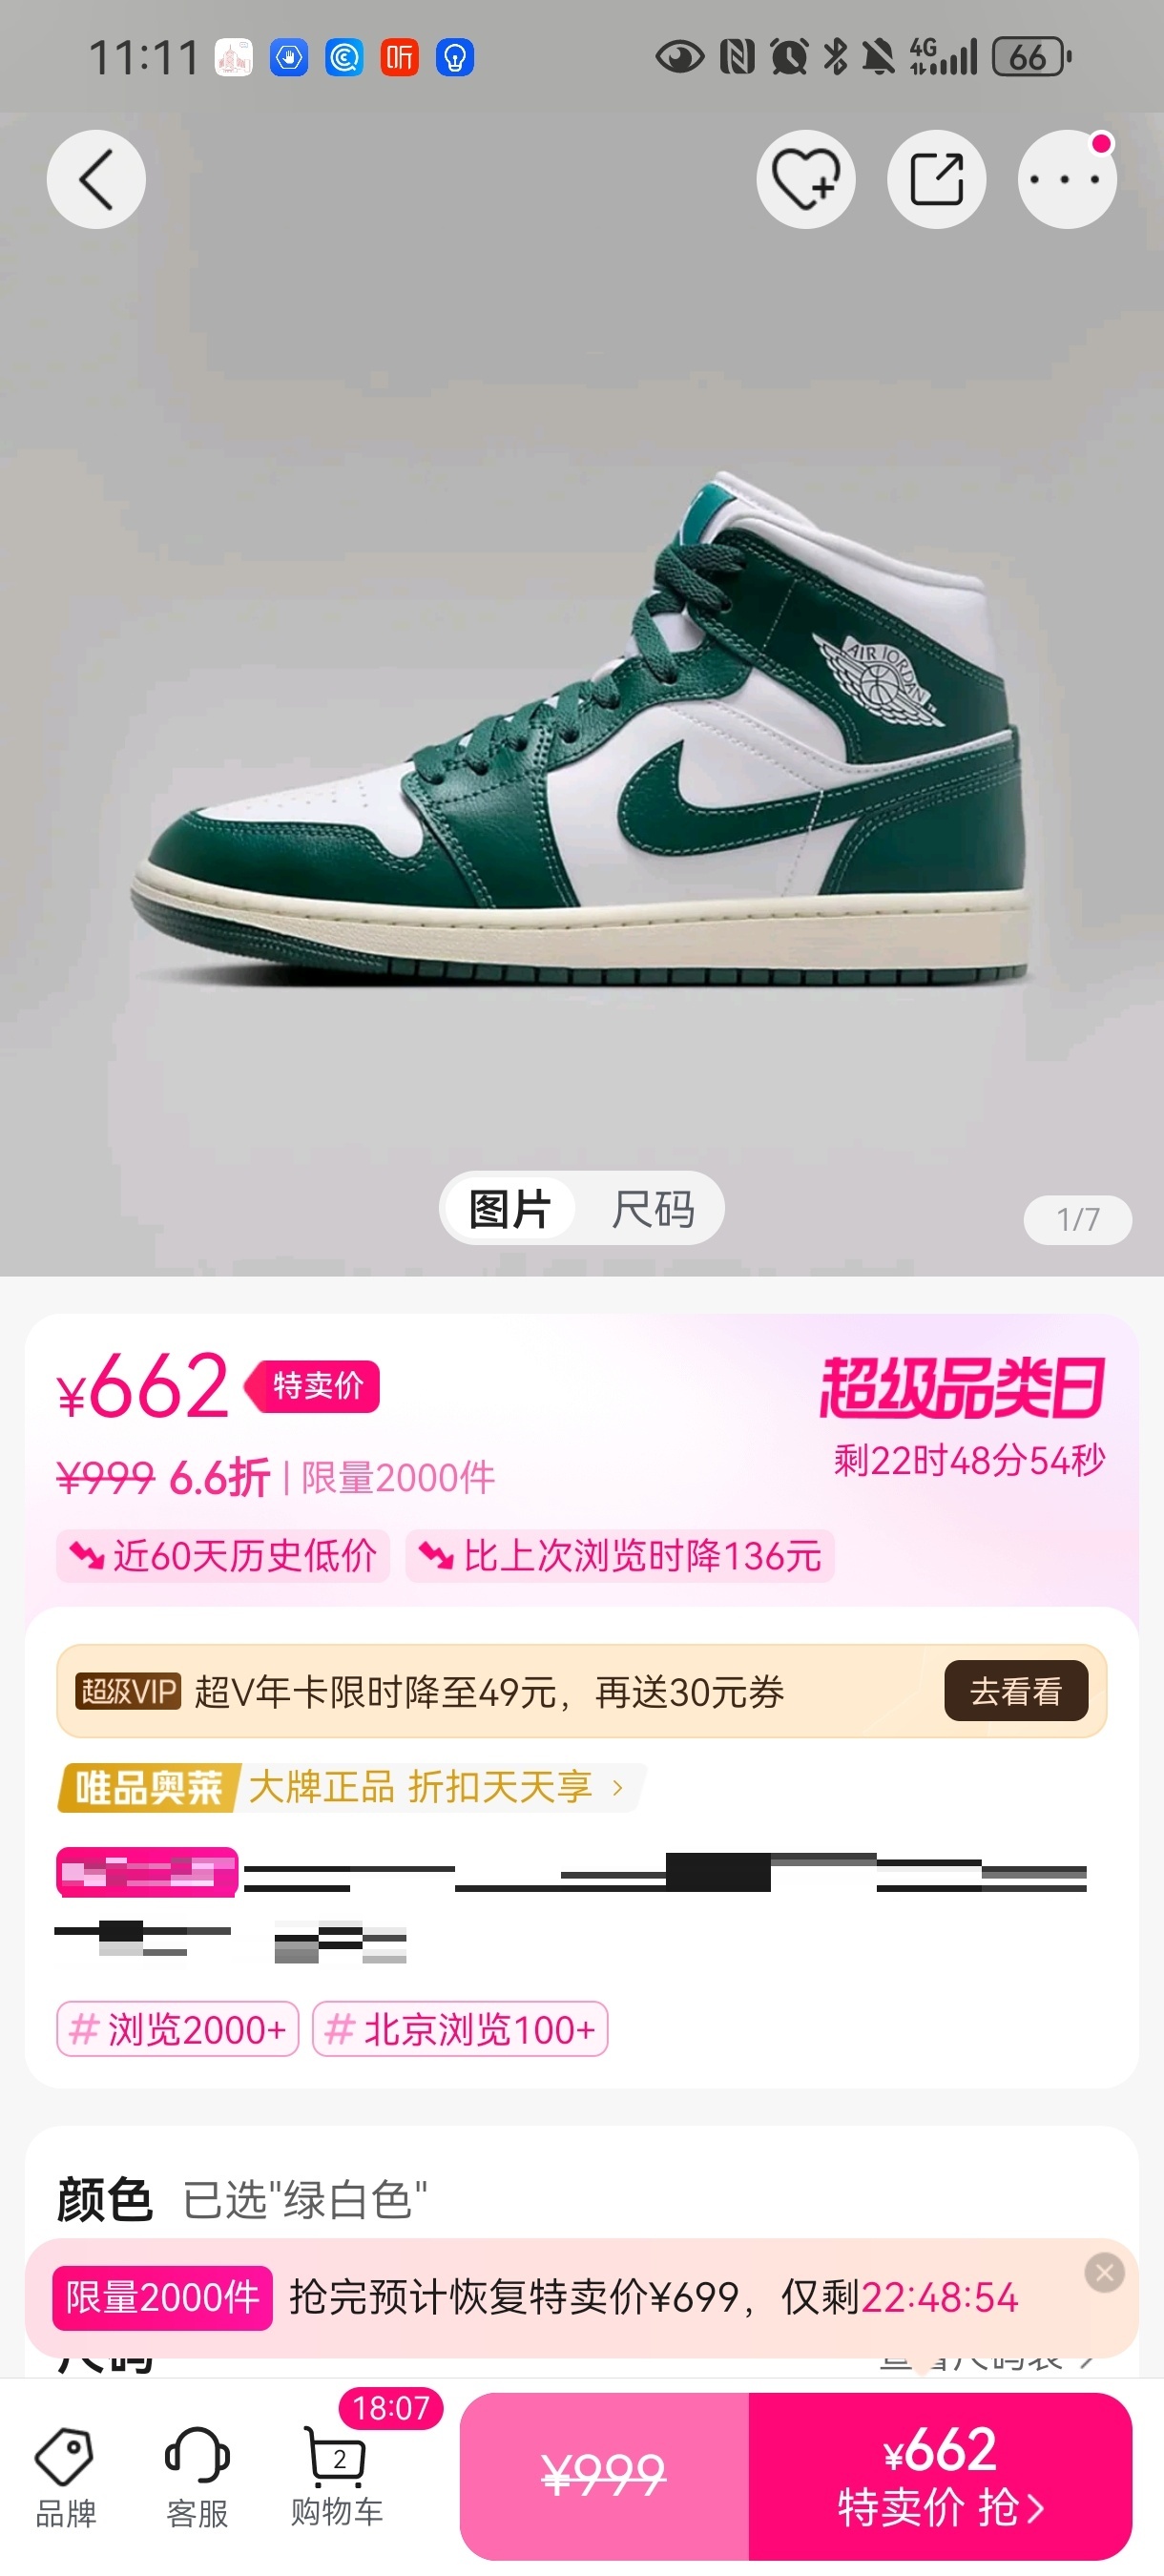 11:11
听
4G
66
AIR JORDAN
图片 尺码
1/7
¥662 特卖价
超级品类日
¥999 6.6折 | 限量2000件
剩22时48分54秒
近60天历史低价 比上次浏览时降136元
超级VIP 超V年卡限时降至49元，再送30元券 去看看
唯品奥莱 大牌正品 折扣天天享
# 浏览2000+ # 北京浏览100+
颜色 已选"绿白色"
限量2000件 抢完预计恢复特卖价¥699，仅剩22:48:54
尺码 查看尺码表
18:07
2
品牌 客服 购物车
¥999
¥662
特卖价 抢